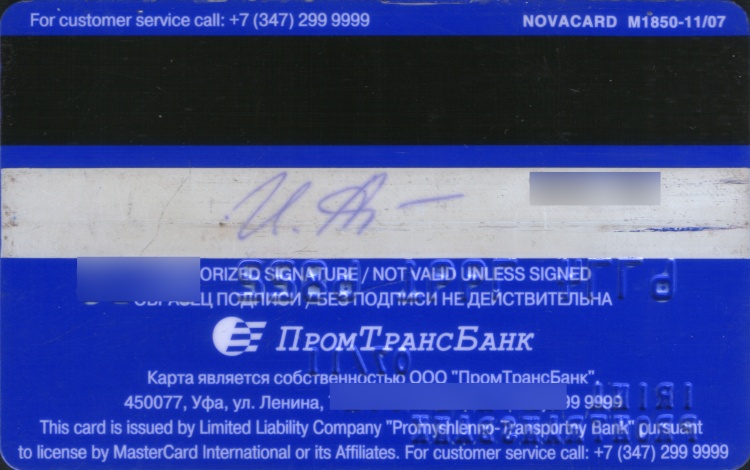 For customer service call: +7 (347) 299 9999 NOVACARD M1850-11/07
SIGNATURE / NOT VALID UNLESS SIGNED
ОБРАЗЕЦ ПОДПИСИ / БЕЗ ПОДПИСИ НЕ ДЕЙСТВИТЕЛЬНА
ПромТрансБанк
Карта является собственностью ООО "ПромТрансБанк"
450077, Уфа, ул. Ленина, 99 9999
This card is issued by Limited Liability Company "Promyshlenno-Transportny Bank" pursuant
to license by MasterCard International or its Affiliates. For customer service call: +7 (347) 299 9999